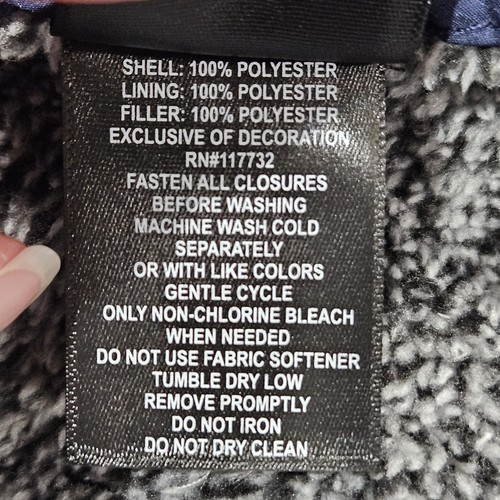 SHELL: 100% POLYESTER
LINING: 100% POLYESTER
FILLER: 100% POLYESTER
EXCLUSIVE OF DECORATION
RN#117732
FASTEN ALL CLOSURES
BEFORE WASHING
MACHINE WASH COLD
SEPARATELY
OR WITH LIKE COLORS
GENTLE CYCLE
ONLY NON-CHLORINE BLEACH
WHEN NEEDED
DO NOT USE FABRIC SOFTENER
TUMBLE DRY LOW
REMOVE PROMPTLY
DO NOT IRON
DO NOT DRY CLEAN